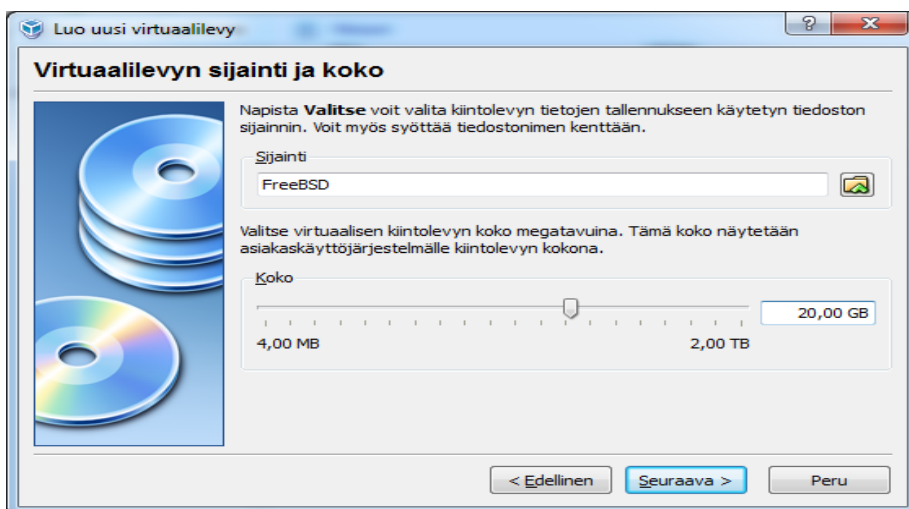 Luo uusi virtuaalilevy
Virtuaalilevyn sijainti ja koko
Napista Valitse voit valita kiintolevyn tietojen tallennukseen käytetyn tiedoston
sijainnin. Voit myös syöttää tiedostonimen kenttään.
Sijainti
FreeBSD
Valitse virtuaalisen kiintolevyn koko megatavuina. Tämä koko näytetään
asiakaskäyttöjärjestelmälle kiintolevyn kokona.
Koko
20,00 GB
4,00 MB 2,00 TB
< Edellinen Seuraava > Peru